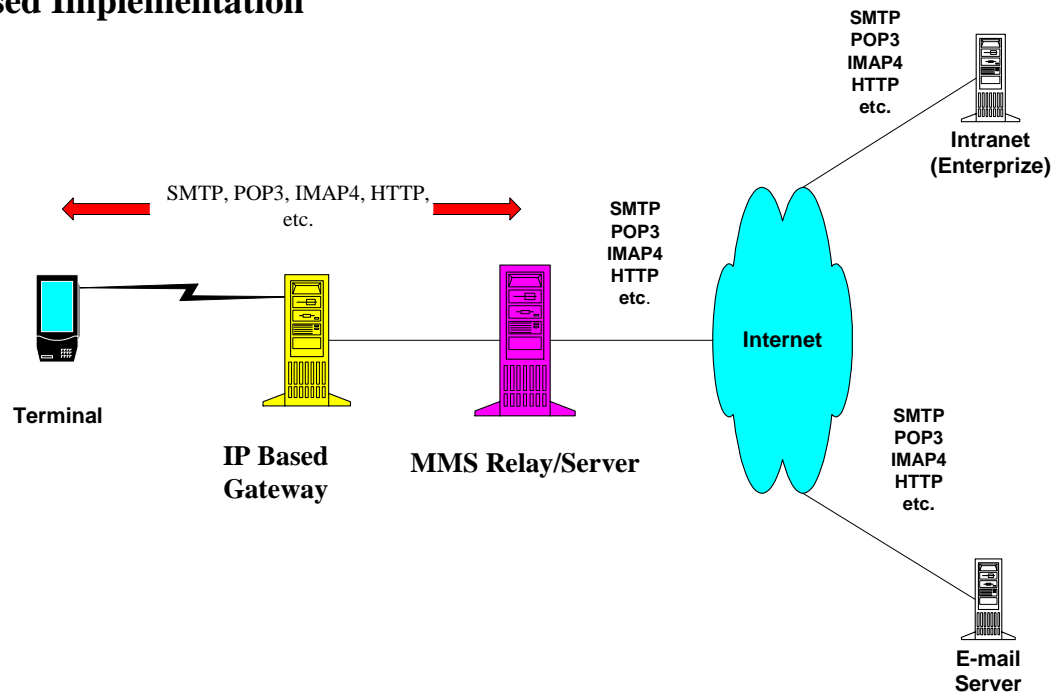 Implementation
SMTP
POP3
IMAP4
HTTP
etc.
Intranet
(Enterprize)
SMTP, POP3, IMAP4, HTTP,
etc.
SMTP
POP3
IMAP4
HTTP
etc.
Internet
Terminal
IP Based
Gateway
MMS Relay/Server
SMTP
POP3
IMAP4
HTTP
etc.
E-mail
Server